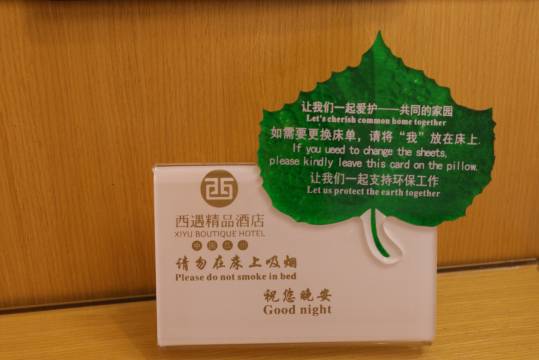 让我们一起爱护——共同的家园
Let's cherish common home together
如需要更换床单，请将“我”放在床上.
If you ueed to change the sheets,
please kindly leave this card on the pillow.
让我们一起支持环保工作
Let us protect the earth together
西遇精品酒店
XIYU BOUTIQUE HOTEL
请勿在床上吸烟
Please do not smoke in bed
祝您晚安
Good night